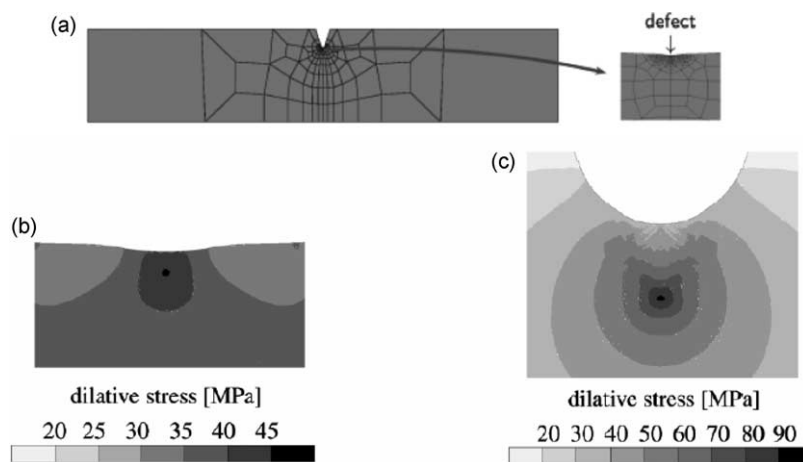 (a)
defect
(b)
(c)
dilative stress [MPa]
20 25 30 35 40 45
dilative stress [MPa]
20 30 40 50 60 70 80 90